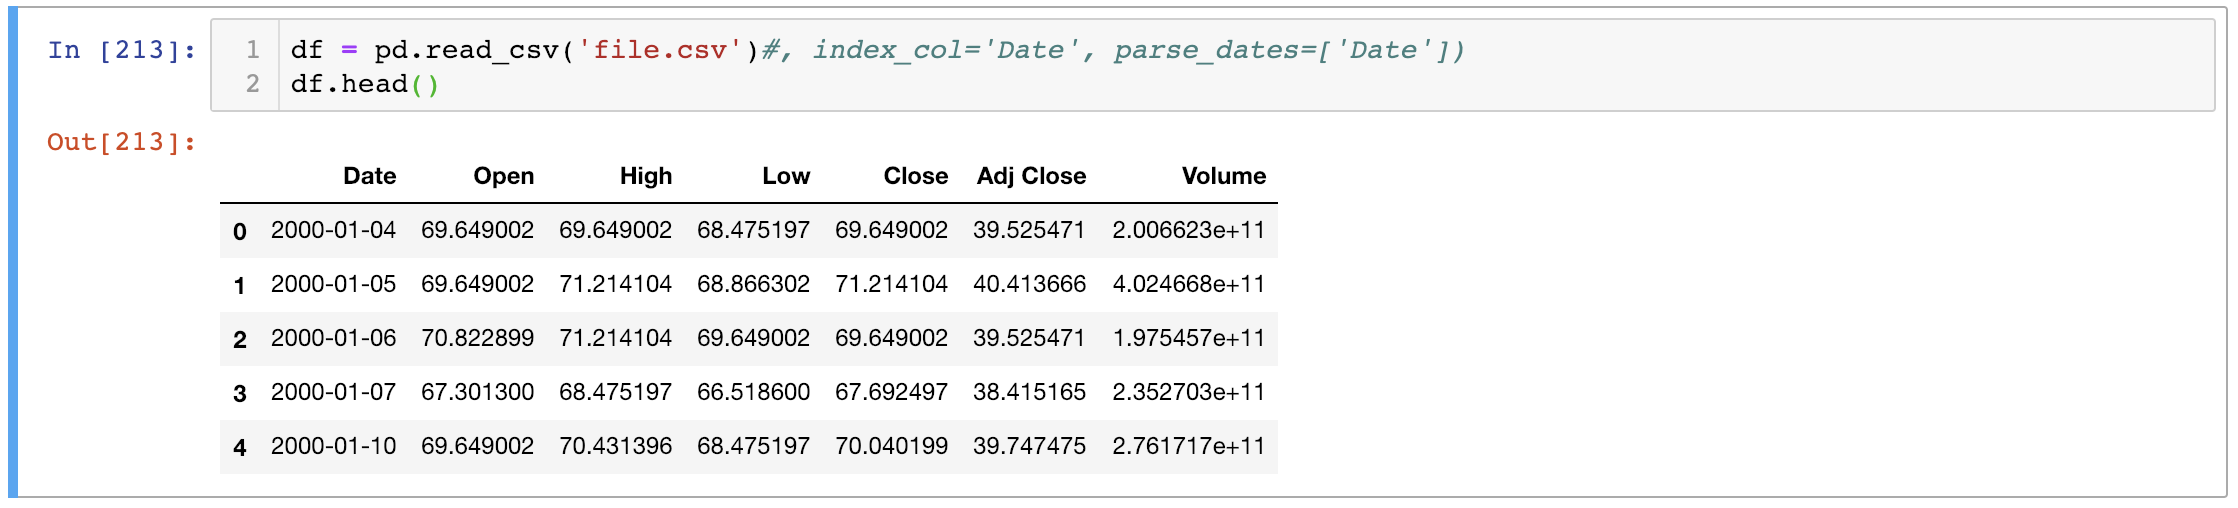 In [213]: 1 df = pd.read_csv('file.csv')#, index_col='Date', parse_dates=['Date'])
2 df.head()
Out[213]:
Date Open High Low Close Adj Close Volume
0 2000-01-04 69.649002 69.649002 68.475197 69.649002 39.525471 2.006623e+11
1 2000-01-05 69.649002 71.214104 68.866302 71.214104 40.413666 4.024668e+11
2 2000-01-06 70.822899 71.214104 69.649002 69.649002 39.525471 1.975457e+11
3 2000-01-07 67.301300 68.475197 66.518600 67.692497 38.415165 2.352703e+11
4 2000-01-10 69.649002 70.431396 68.475197 70.040199 39.747475 2.761717e+11